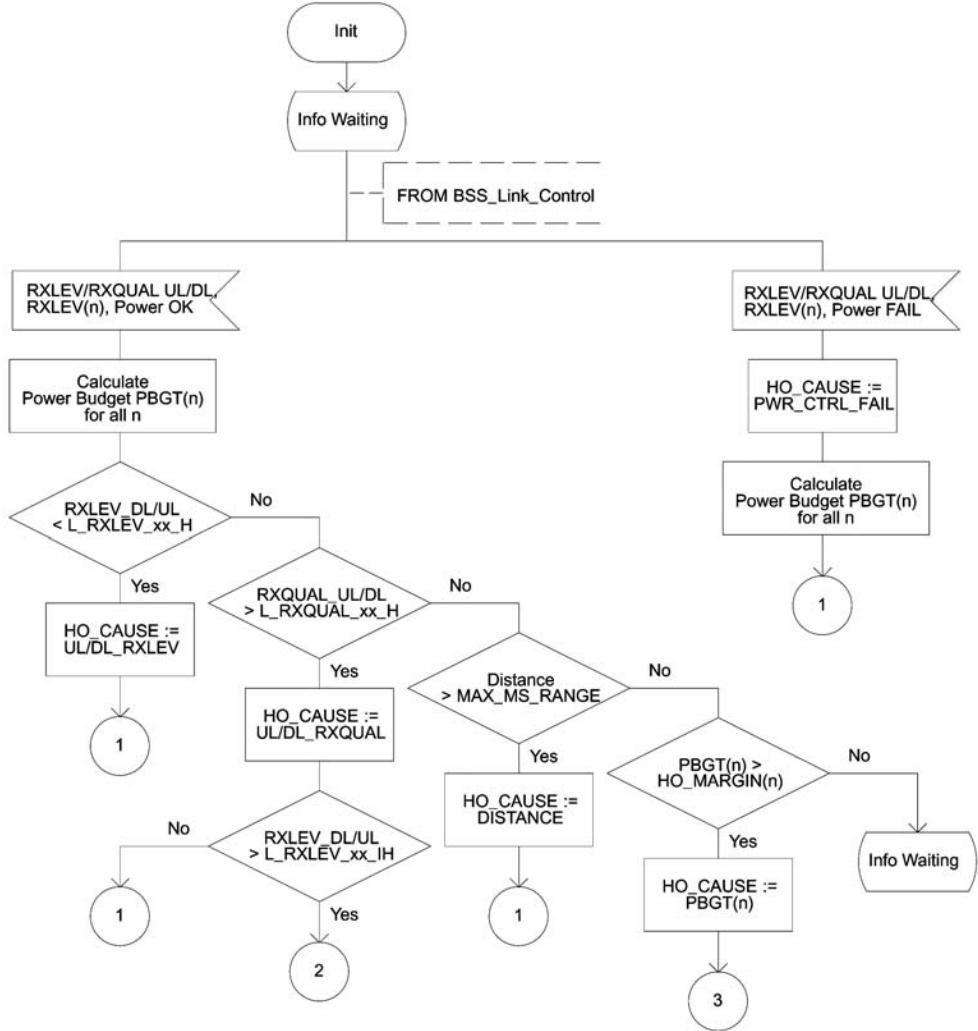 Init
Info Waiting
FROM BSS_Link_Control
RXLEV/RXQUAL UL/DL,
RXLEV(n), Power OK
RXLEV/RXQUAL UL/DL,
RXLEV(n), Power FAIL
Calculate
Power Budget PBGT(n)
for all n
HO_CAUSE :=
PWR_CTRL_FAIL
RXLEV_DL/UL
< L_RXLEV_xx_H
No
Calculate
Power Budget PBGT(n)
for all n
Yes
RXQUAL_UL/DL
> L_RXQUAL_xx_H
No
1
HO_CAUSE :=
UL/DL_RXLEV
Yes
Distance
> MAX_MS_RANGE
No
HO_CAUSE :=
UL/DL_RXQUAL
1
Yes
PBGT(n) >
HO_MARGIN(n)
No
HO_CAUSE :=
DISTANCE
No
RXLEV_DL/UL
> L_RXLEV_xx_IH
Yes
Info Waiting
HO_CAUSE :=
PBGT(n)
1
Yes
1
2
3